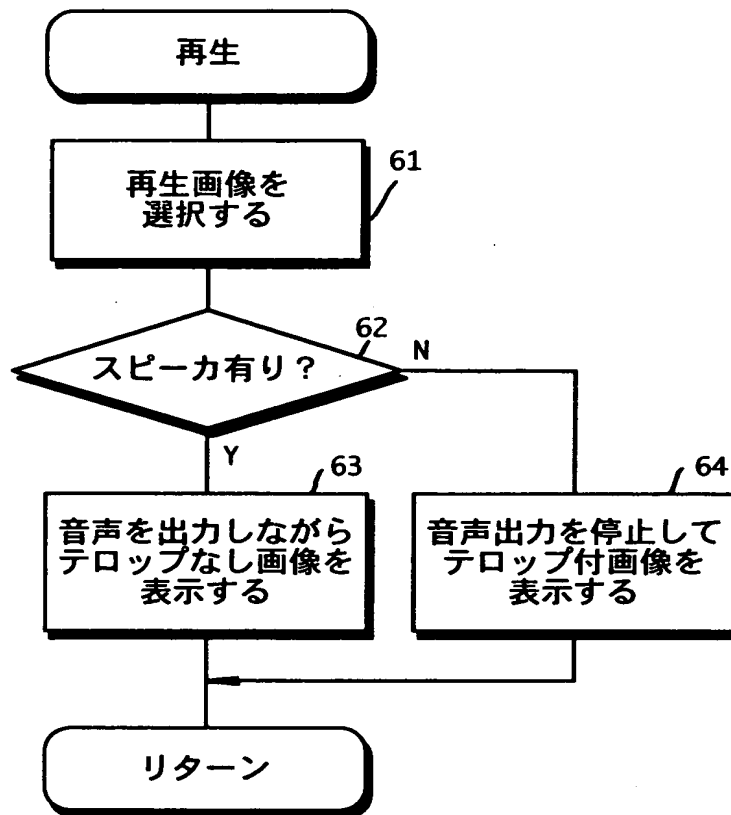 再生
再生画像を
選択する
61
スピーカ有り？
62
N
Y
63
音声を出力しながら
テロップなし画像を
表示する
64
音声出力を停止して
テロップ付画像を
表示する
リターン